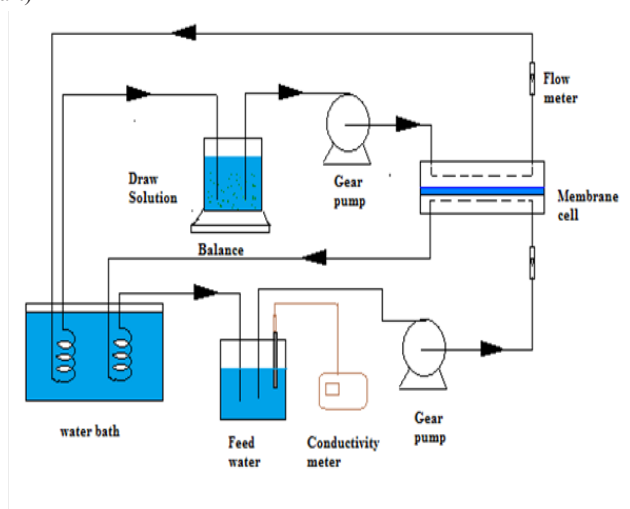 Flow
meter
Draw
Solution
Gear
pump
Membrane
cell
Balance
water bath
Feed
water
Conductivity
meter
Gear
pump